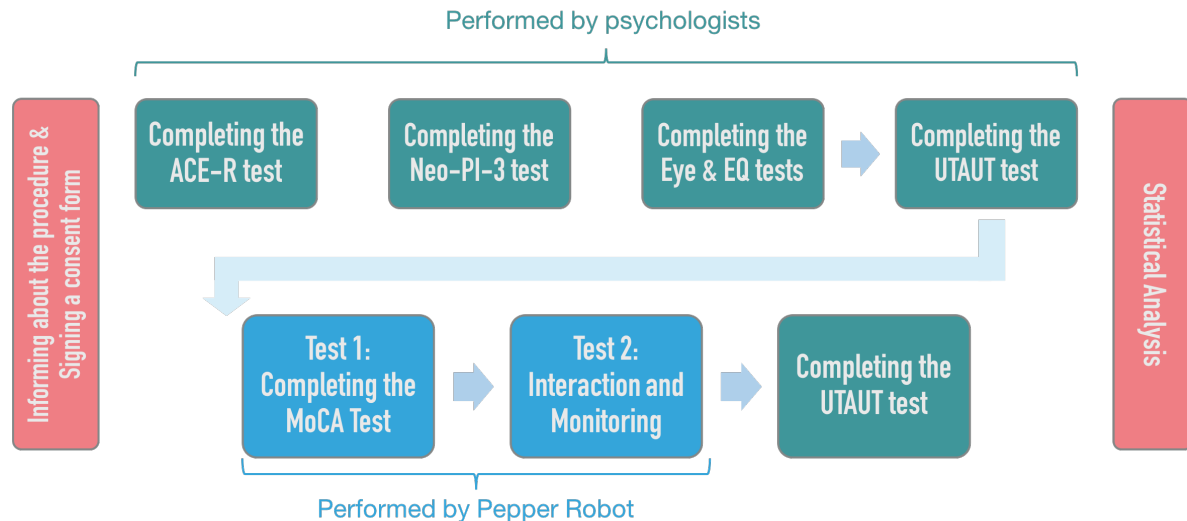 Performed by psychologists
Informing about the procedure &
Signing a consent form
Completing the
ACE-R test
Completing the
Neo-PI-3 test
Completing the
Eye & EQ tests
Completing the
UTAUT test
Test 1:
Completing the
MoCA Test
Test 2:
Interaction and
Monitoring
Completing the
UTAUT test
Performed by Pepper Robot
Statistical Analysis